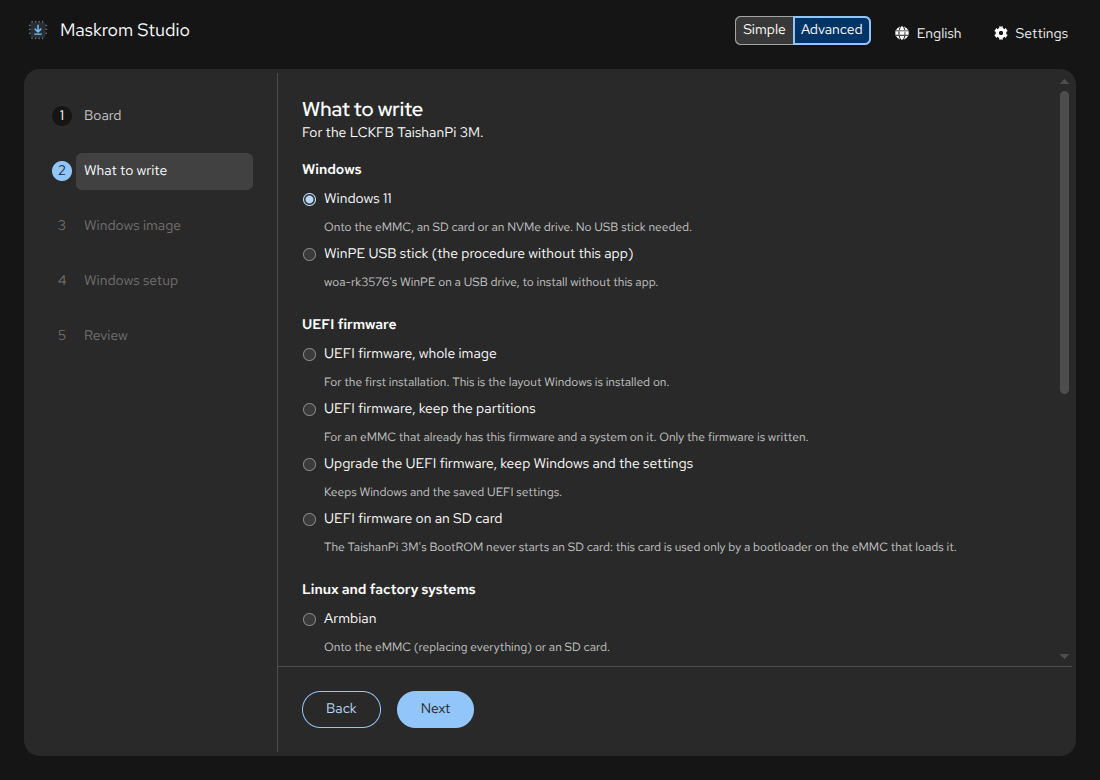 Maskrom Studio
Simple
Advanced
English
Settings
1 Board
2 What to write
3 Windows image
4 Windows setup
5 Review
What to write
For the LCKFB TaishanPi 3M.
Windows
Windows 11
Onto the eMMC, an SD card or an NVMe drive. No USB stick needed.
WinPE USB stick (the procedure without this app)
woa-rk3576's WinPE on a USB drive, to install without this app.
UEFI firmware
UEFI firmware, whole image
For the first installation. This is the layout Windows is installed on.
UEFI firmware, keep the partitions
For an eMMC that already has this firmware and a system on it. Only the firmware is written.
Upgrade the UEFI firmware, keep Windows and the settings
Keeps Windows and the saved UEFI settings.
UEFI firmware on an SD card
The TaishanPi 3M's BootROM never starts an SD card: this card is used only by a bootloader on the eMMC that loads it.
Linux and factory systems
Armbian
Onto the eMMC (replacing everything) or an SD card.
Back
Next